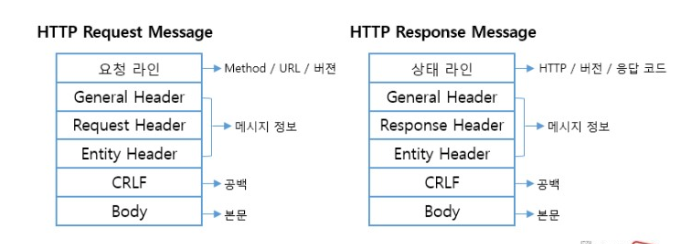 HTTP Request Message
요청 라인
Method / URL / 버젼
General Header
Request Header
메시지 정보
Entity Header
CRLF
공백
Body
본문
HTTP Response Message
상태 라인
HTTP / 버전 / 응답 코드
General Header
Response Header
메시지 정보
Entity Header
CRLF
공백
Body
본문